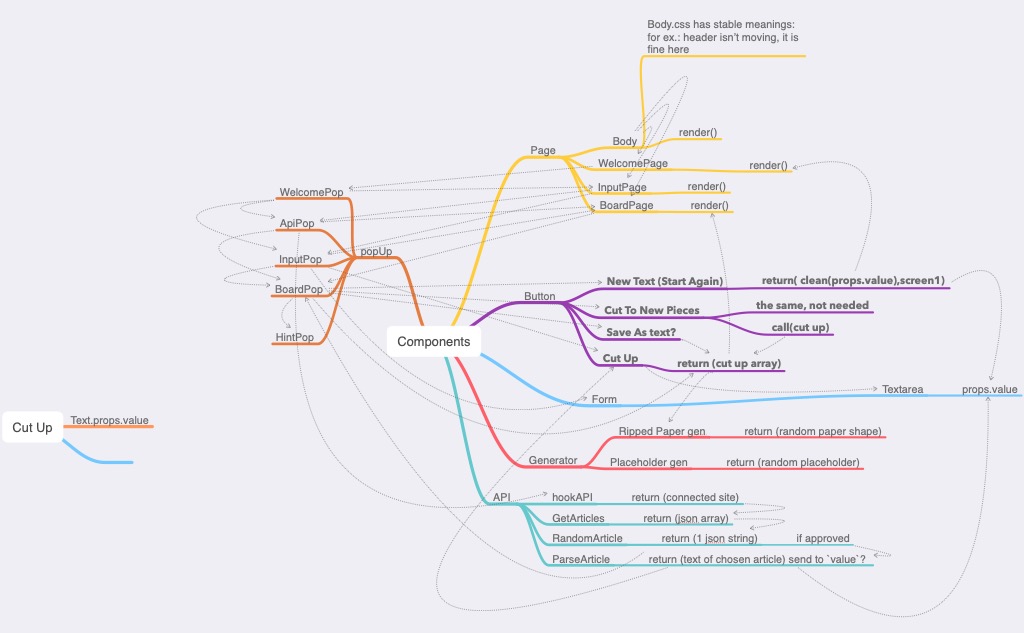 Body.css has stable meanings:
for ex.: header isn't moving, it is
fine here
Page
Body
render()
WelcomePage
render()
InputPage
render()
BoardPage
render()
WelcomePop
ApiPop
InputPop
BoardPop
HintPop
popUp
Components
Button
New Text (Start Again)
return( clean(props.value),screen1)
Cut To New Pieces
the same, not needed
call(cut up)
Save As text?
Cut Up
return (cut up array)
Form
Textarea
props.value
Cut Up
Text.props.value
Generator
Ripped Paper gen
return (random paper shape)
Placeholder gen
return (random placeholder)
API
hookAPI
return (connected site)
GetArticles
return (json array)
RandomArticle
return (1 json string)
if approved
ParseArticle
return (text of chosen article) send to `value`?